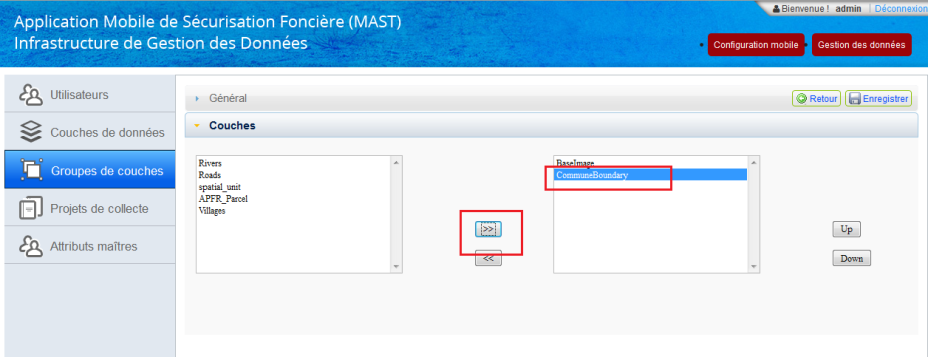 Bienvenue ! admin Déconnexion
Application Mobile de Sécurisation Foncière (MAST)
Infrastructure de Gestion des Données
Configuration mobile
Gestion des données
Utilisateurs
Couches de données
Groupes de couches
Projets de collecte
Attributs maîtres
Général
Retour
Enregistrer
Couches
Rivers
Roads
spatial_unit
APFR_Parcel
Villages
>>
<<
BaseImage
CommuneBoundary
Up
Down